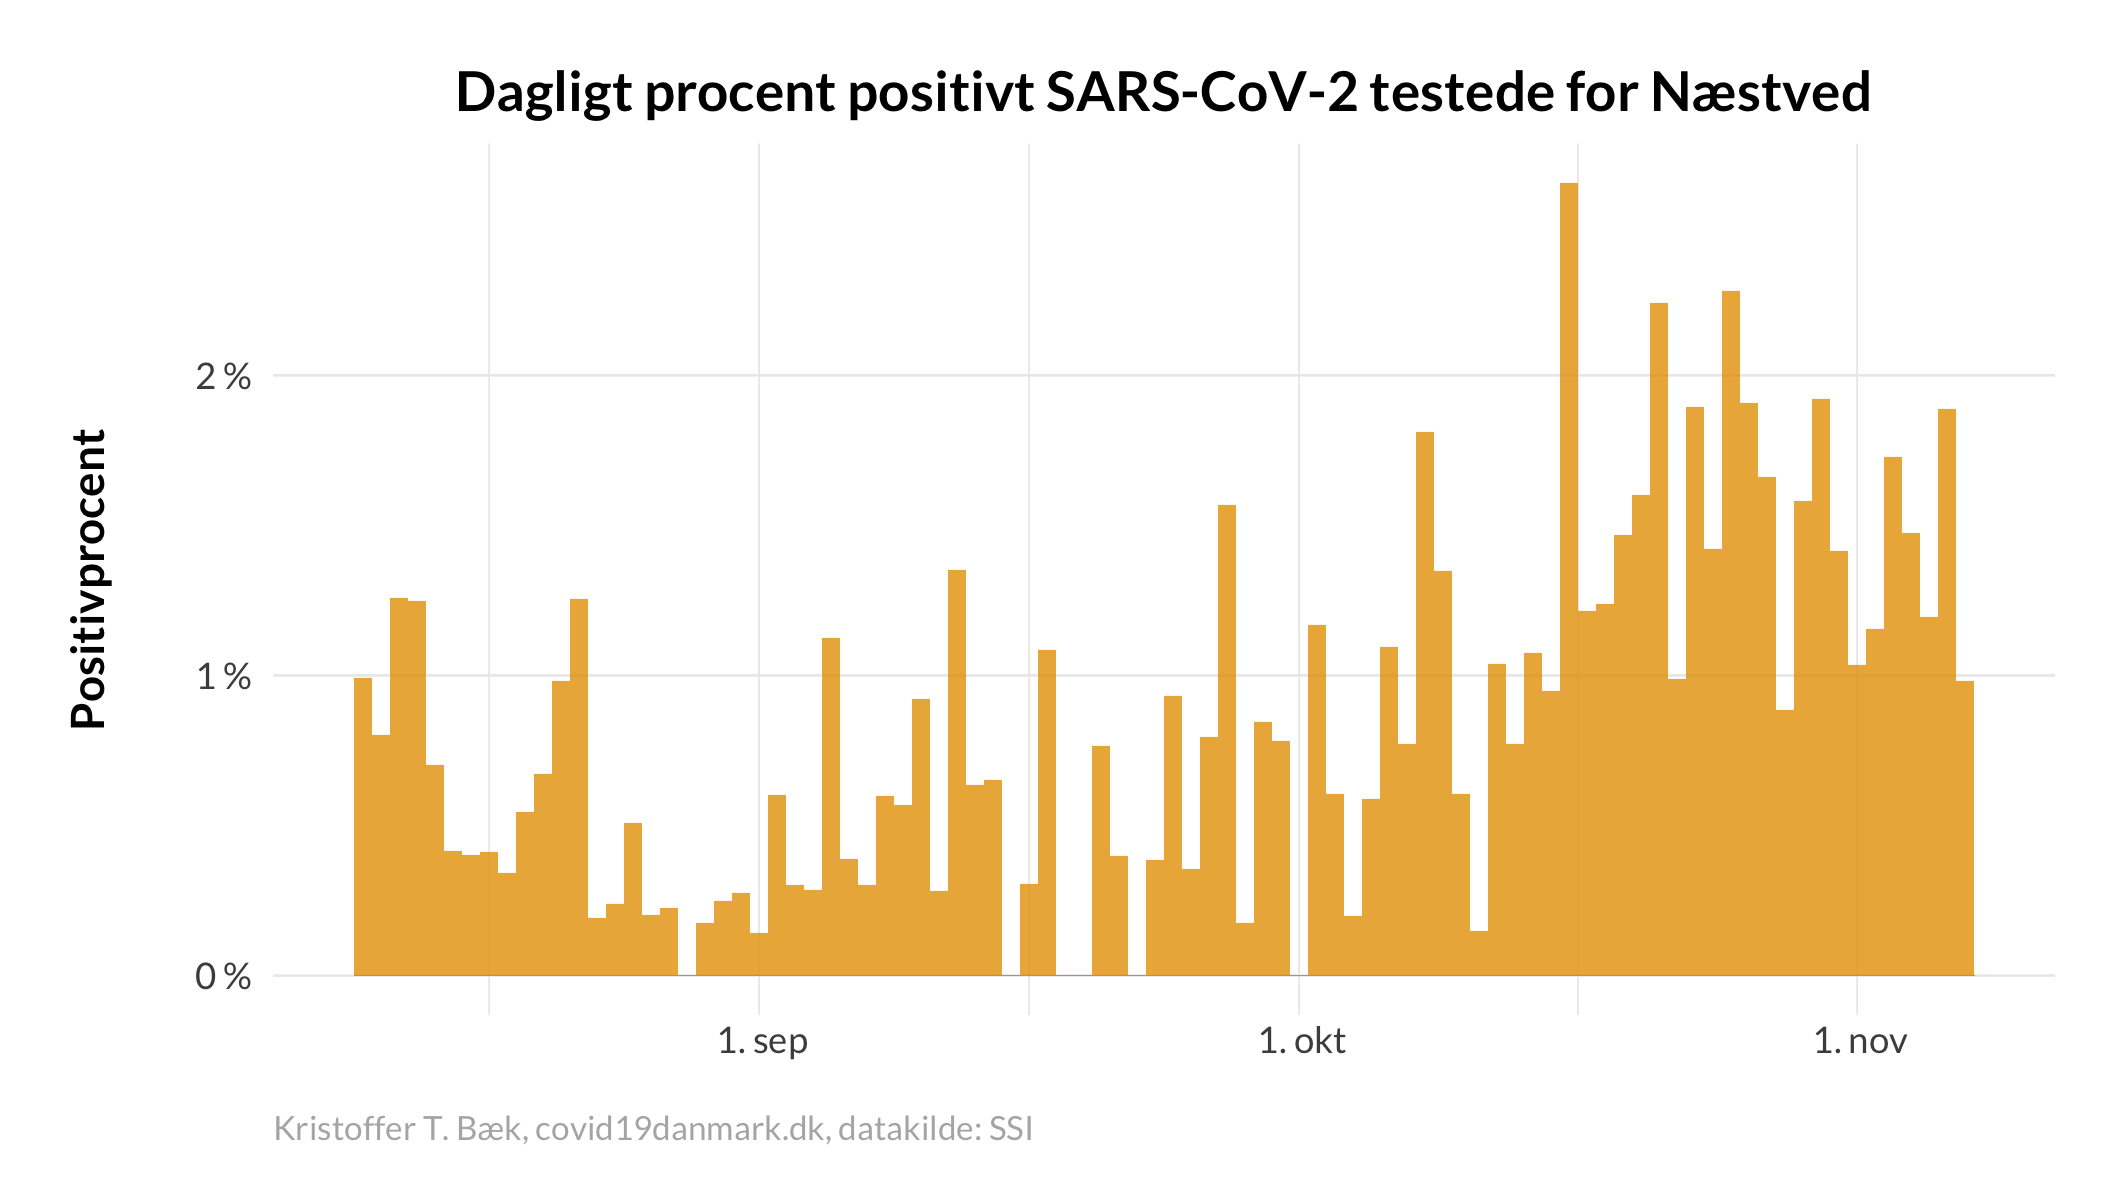 Dagligt procent positivt SARS-CoV-2 testede for Næstved
Positivprocent
2 %
1 %
0 %
1. sep
1. okt
1. nov
Kristoffer T. Bæk, covid19danmark.dk, datakilde: SSI